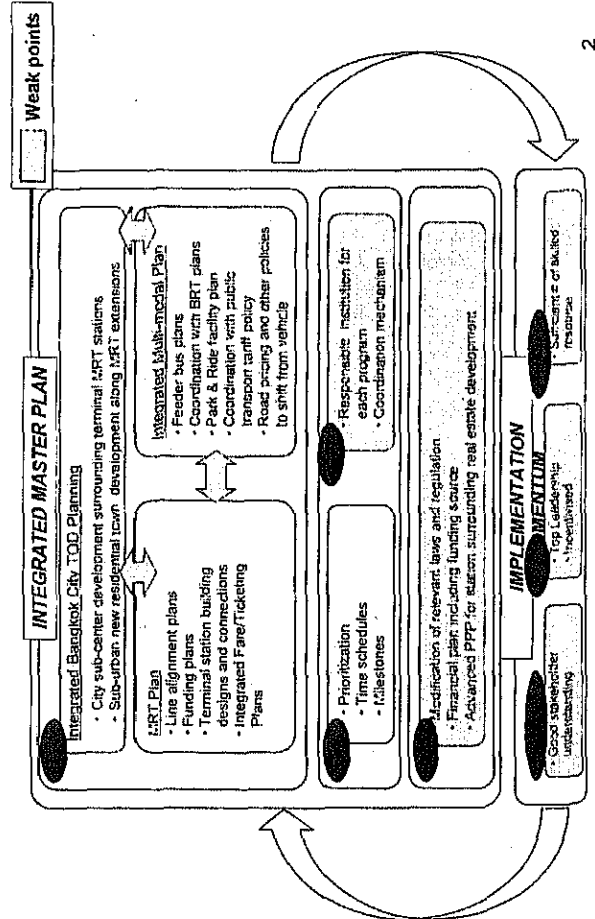 Weak points
INTEGRATED MASTER PLAN
Integrated Bangkok City TOD Planning
· City sub-center development surrounding terminal MRT stations
· Sub-urban new residential town development along MRT extensions
MRT Plan
· Line alignment plans
· Funding plans
· Terminal station building
designs and connections
· Integrated Fare/Ticketing
Plans
Integrated Multi-modal Plan
· Feeder bus plans
· Coordination with BRT plans
· Park & Ride facility plan
· Coordination with public
transport tariff policy
· Road pricing and other policies
to shift from vehicle
· Prioritization
· Time schedules
· Milestones
· Responsible institution for
each program
· Coordination mechanism
· Modification of relevant laws and regulation
· Financial plan including funding source
· Advanced PPP for station surrounding real estate development
IMPLEMENTATION
MENTUM
· Good stakeholder
understanding
· Top Leadership
· Incentivised
· Sufficient # of skilled
resource
2